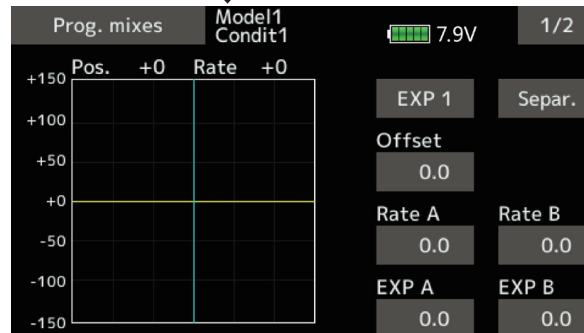 Prog. mixes Model1 7.9V 1/2
Condit1
Pos. +0 Rate +0
+150
+100
+50
+0
-50
-100
-150
EXP 1 Separ.
Offset
0.0
Rate A Rate B
0.0 0.0
EXP A EXP B
0.0 0.0